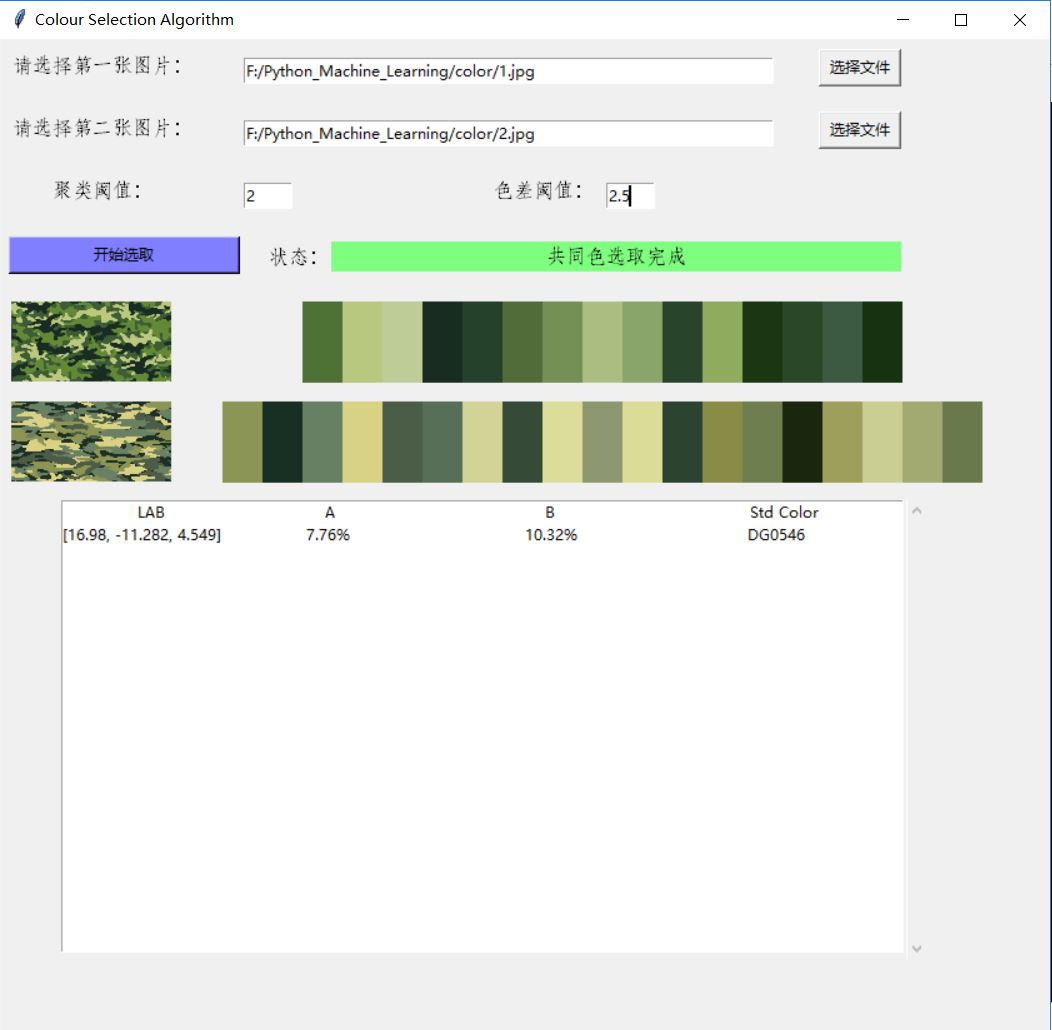 Colour Selection Algorithm
请选择第一张图片： F:/Python_Machine_Learning/color/1.jpg 选择文件
请选择第二张图片： F:/Python_Machine_Learning/color/2.jpg 选择文件
聚类阈值： 2 色差阈值： 2.5
开始选取 状态： 共同色选取完成
LAB A B Std Color
[16.98, -11.282, 4.549] 7.76% 10.32% DG0546